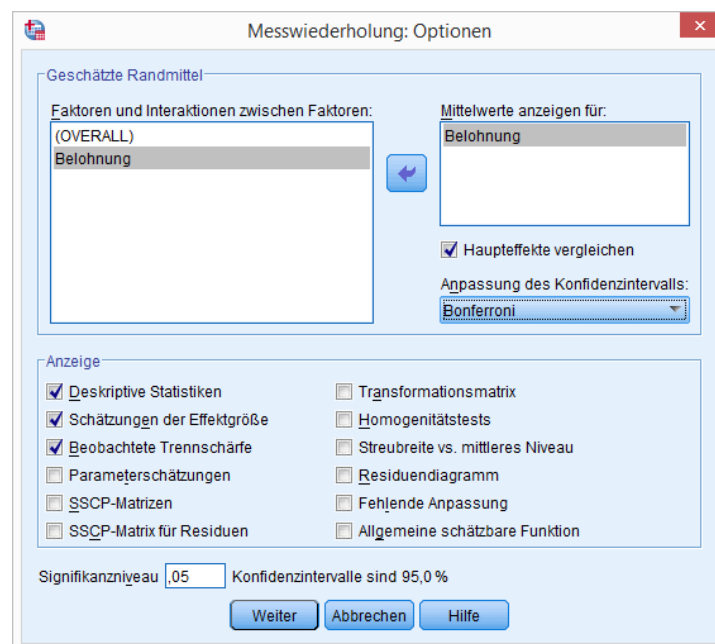 Messwiederholung: Optionen
Geschätzte Randmittel
Faktoren und Interaktionen zwischen Faktoren:
(OVERALL)
Belohnung
Mittelwerte anzeigen für:
Belohnung
Haupteffekte vergleichen
Anpassung des Konfidenzintervalls:
Bonferroni
Anzeige
Deskriptive Statistiken
Schätzungen der Effektgröße
Beobachtete Trennschärfe
Parameterschätzungen
SSCP-Matrizen
SSCP-Matrix für Residuen
Transformationsmatrix
Homogenitätstests
Streubreite vs. mittleres Niveau
Residuendiagramm
Fehlende Anpassung
Allgemeine schätzbare Funktion
Signifikanzniveau ,05 Konfidenzintervalle sind 95,0 %
Weiter Abbrechen Hilfe